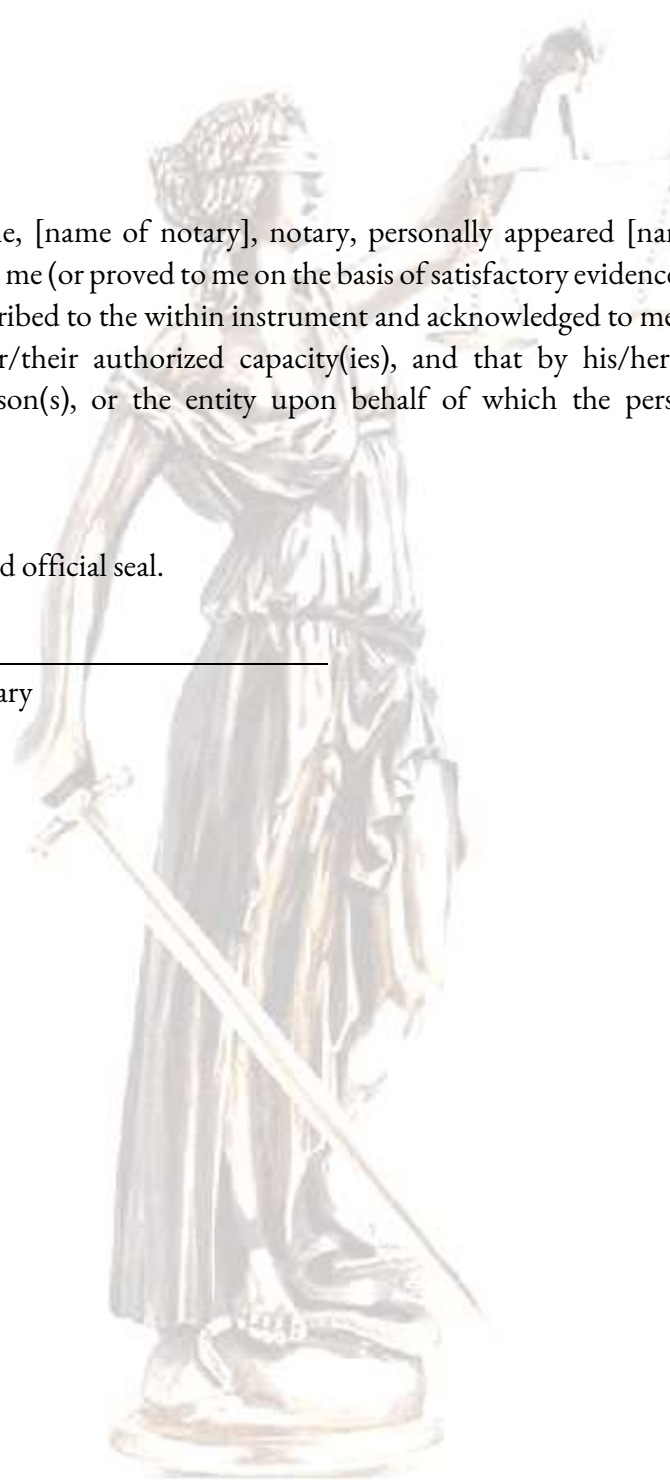 e, [name of notary], notary, personally appeared [nar
me (or proved to me on the basis of satisfactory evidence
ribed to the within instrument and acknowledged to me
r/their authorized capacity(ies), and that by his/her
son(s), or the entity upon behalf of which the pers
d official seal.
ary